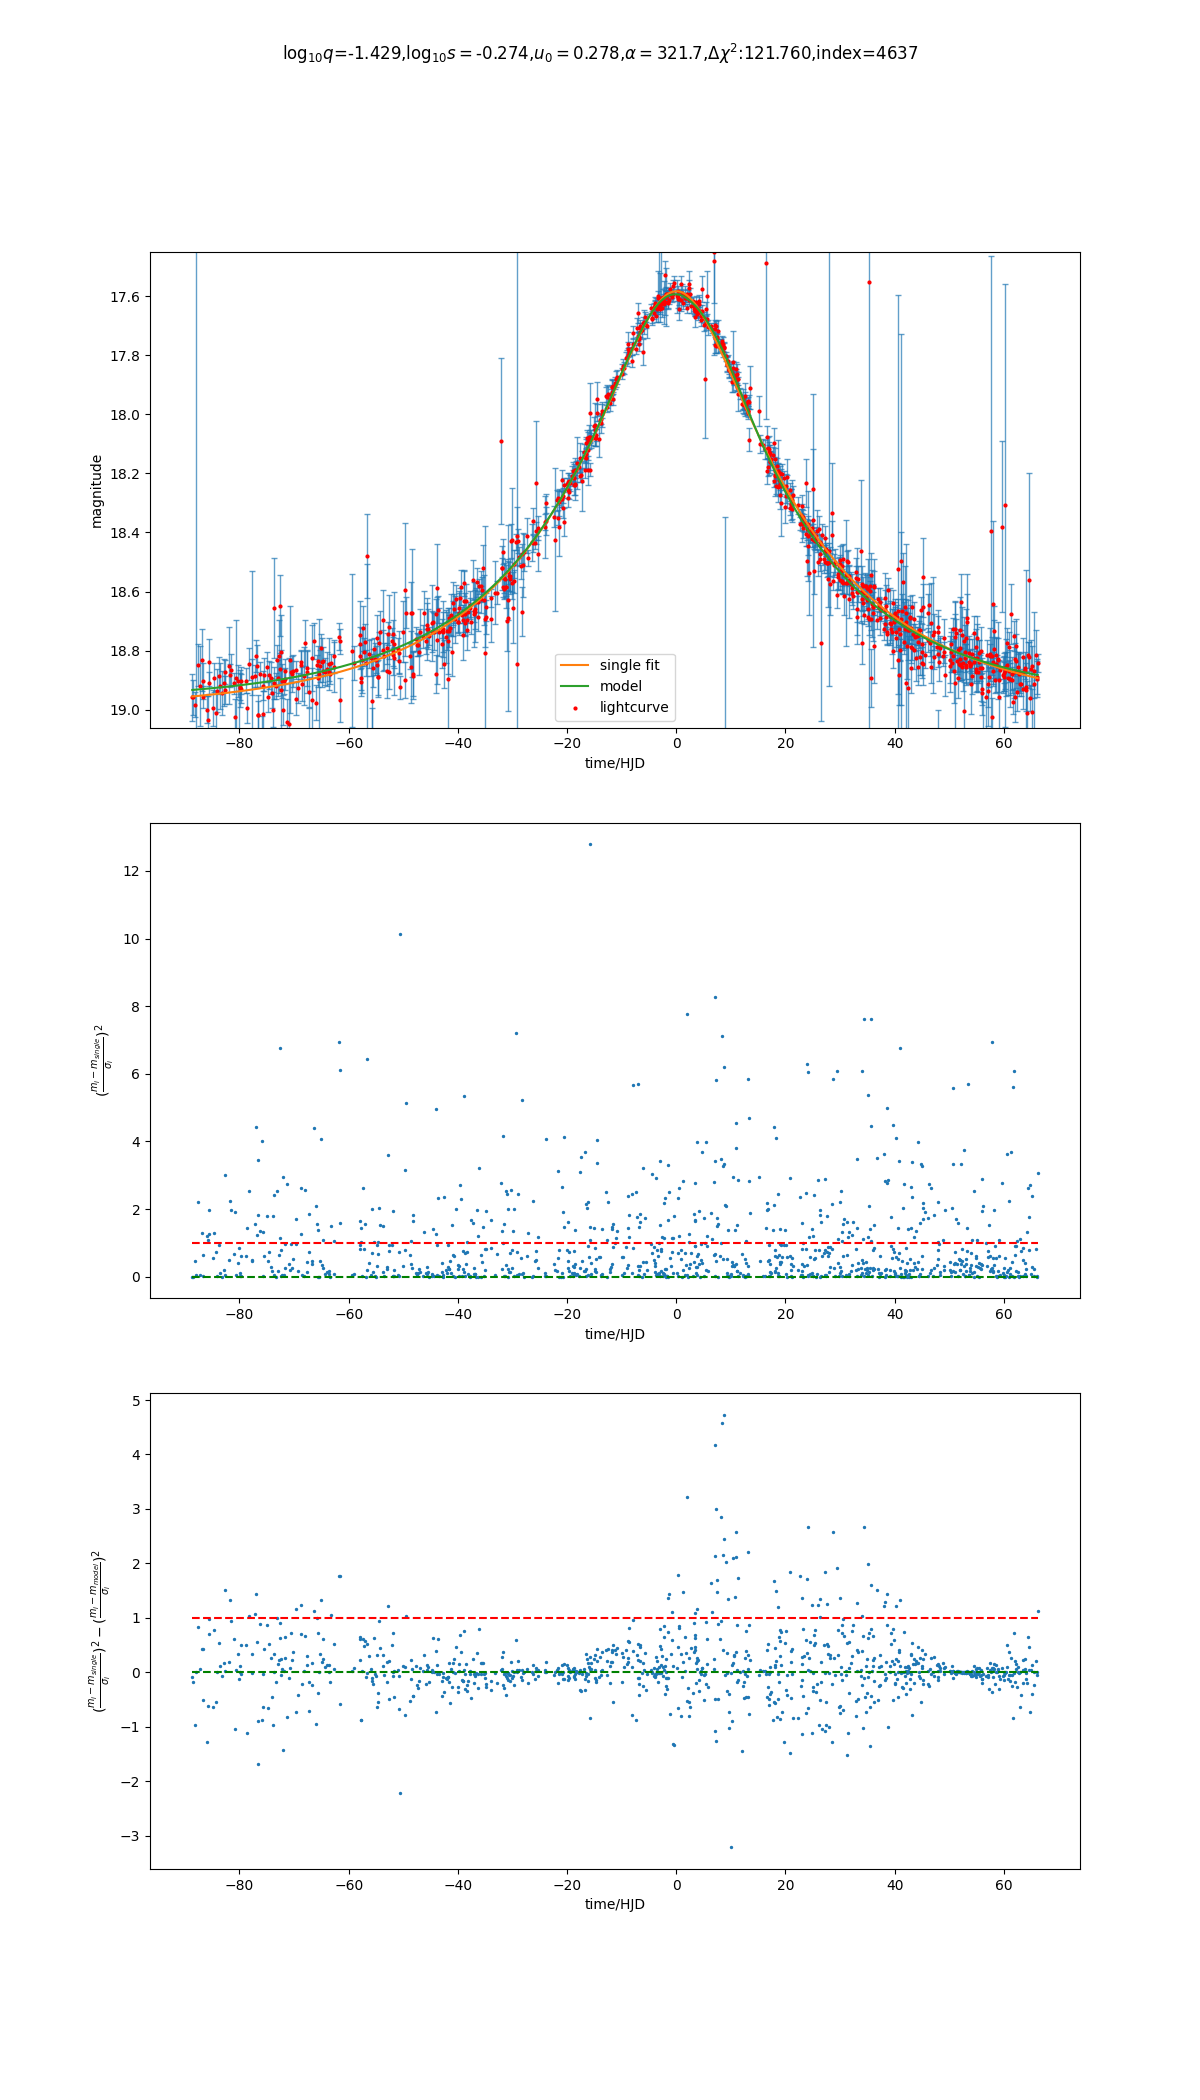 log₁₀q=-1.429,log₁₀s = -0.274,u₀ = 0.278,α = 321.7,Δχ²:121.760,index=4637
17.6
17.8
18.0
18.2
18.4
18.6
18.8
19.0
magnitude
single fit
model
lightcurve
−80 −60 −40 −20 0 20 40 60
time/HJD
12
10
8
6
4
2
0
((mᵢ − m_single)/σᵢ)²
−80 −60 −40 −20 0 20 40 60
time/HJD
5
4
3
2
1
0
−1
−2
−3
((mᵢ − m_single)/σᵢ)² − ((mᵢ − m_model)/σᵢ)²
−80 −60 −40 −20 0 20 40 60
time/HJD